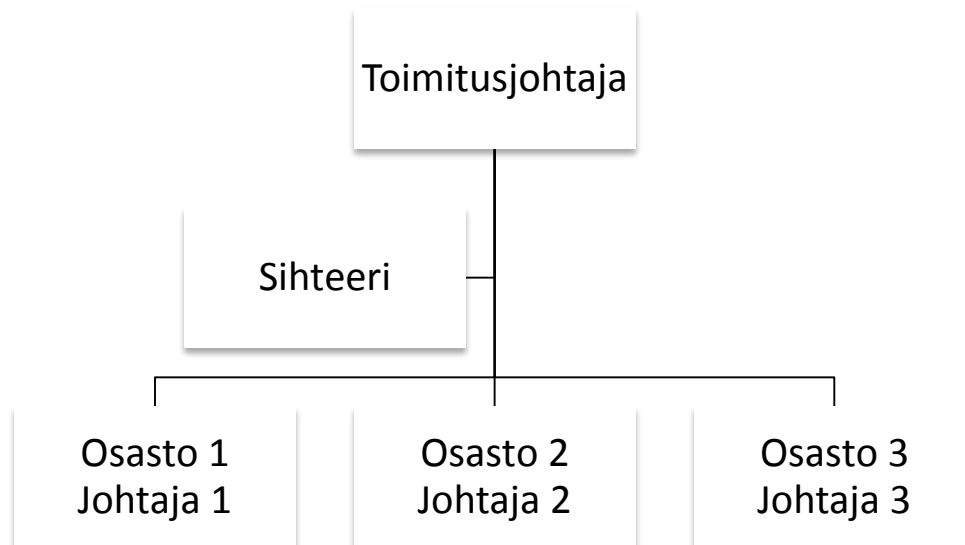 Toimitusjohtaja
Sihteeri
Osasto 1
Johtaja 1
Osasto 2
Johtaja 2
Osasto 3
Johtaja 3